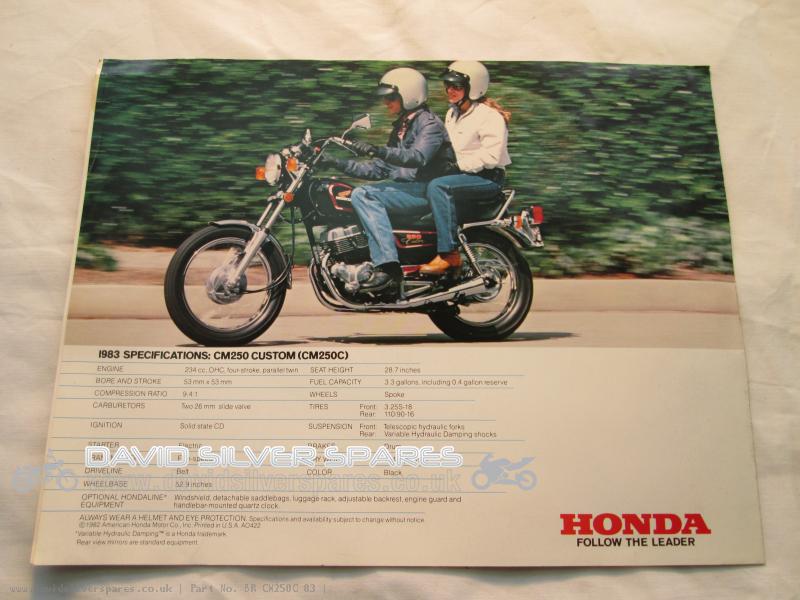 1983 SPECIFICATIONS: CM250 CUSTOM (CM250C)
ENGINE 234 cc, OHC, four-stroke, parallel twin SEAT HEIGHT 28.7 inches
BORE AND STROKE 53 mm x 53 mm FUEL CAPACITY 3.3 gallons, including 0.4 gallon reserve
COMPRESSION RATIO 9.4:1 WHEELS Spoke
CARBURETORS Two 26 mm slide valve TIRES Front: 3.25S-18
Rear: 110/90-16
IGNITION Solid state CD SUSPENSION Front: Telescopic hydraulic forks
Rear: Variable Hydraulic Damping shocks
STARTER Electric BRAKES Drum
DAVID SILVER SPARES
www.davidsilverspares.co.uk
DRIVELINE Belt COLOR Black
WHEELBASE 52.9 inches
OPTIONAL HONDALINE* EQUIPMENT Windshield, detachable saddlebags, luggage rack, adjustable backrest, engine guard and
handlebar-mounted quartz clock.
ALWAYS WEAR A HELMET AND EYE PROTECTION. Specifications and availability subject to change without notice.
©1982 American Honda Motor Co., Inc. Printed in U.S.A. A0422
*Variable Hydraulic Damping™ is a Honda trademark.
Rear view mirrors are standard equipment.
HONDA
FOLLOW THE LEADER
www.davidsilverspares.co.uk | Part No. BR CM250C 83 |